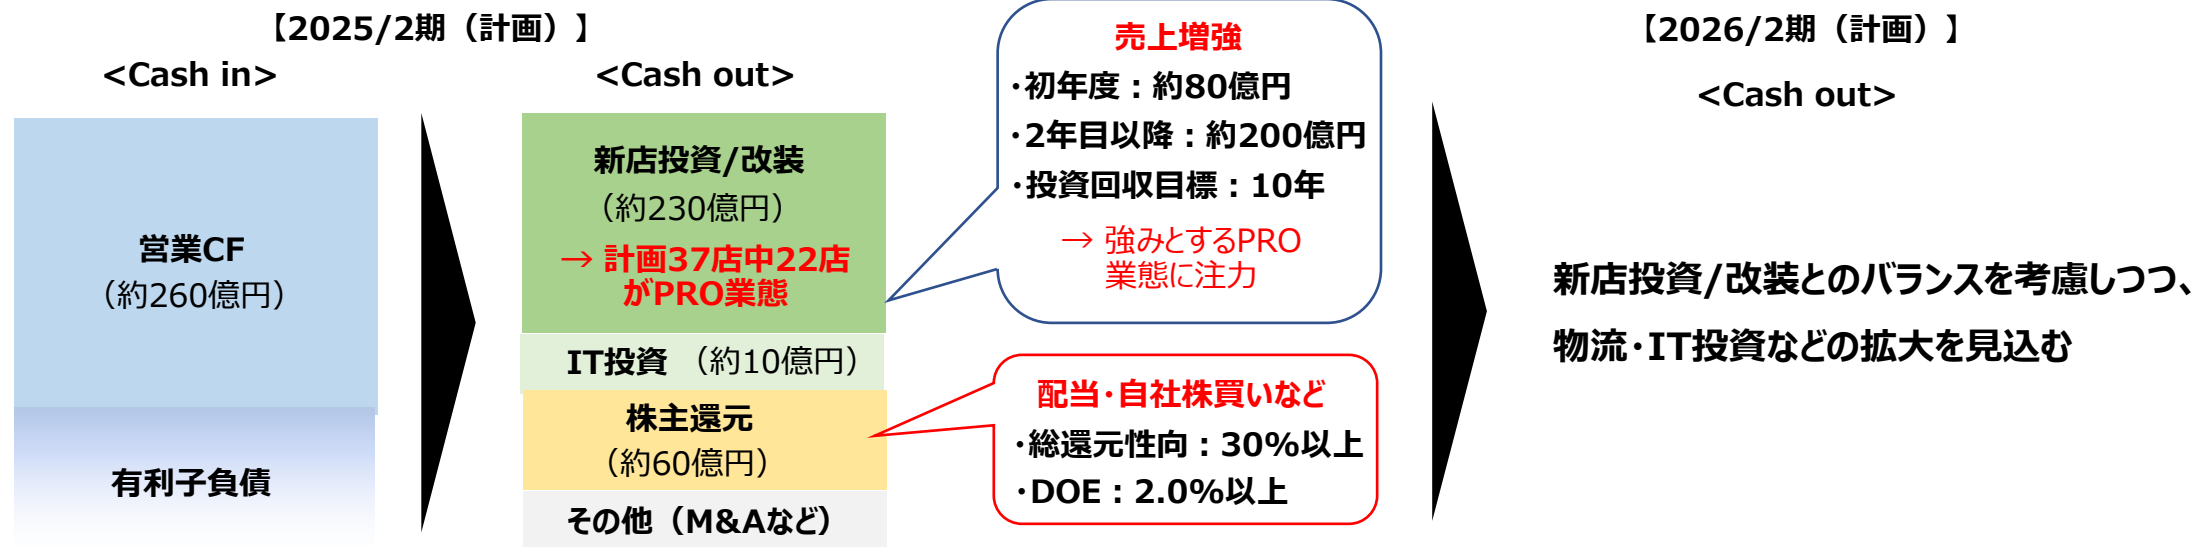 【2025/2期（計画）】
<Cash in>
営業CF
（約260億円）
有利子負債
<Cash out>
新店投資/改装
（約230億円）
→ 計画37店中22店
がPRO業態
IT投資 （約10億円）
株主還元
（約60億円）
その他（M&Aなど）
売上増強
・初年度：約80億円
・2年目以降：約200億円
・投資回収目標：10年
→ 強みとするPRO
業態に注力
配当・自社株買いなど
・総還元性向：30%以上
・DOE：2.0%以上
【2026/2期（計画）】
<Cash out>
新店投資/改装とのバランスを考慮しつつ、
物流・IT投資などの拡大を見込む